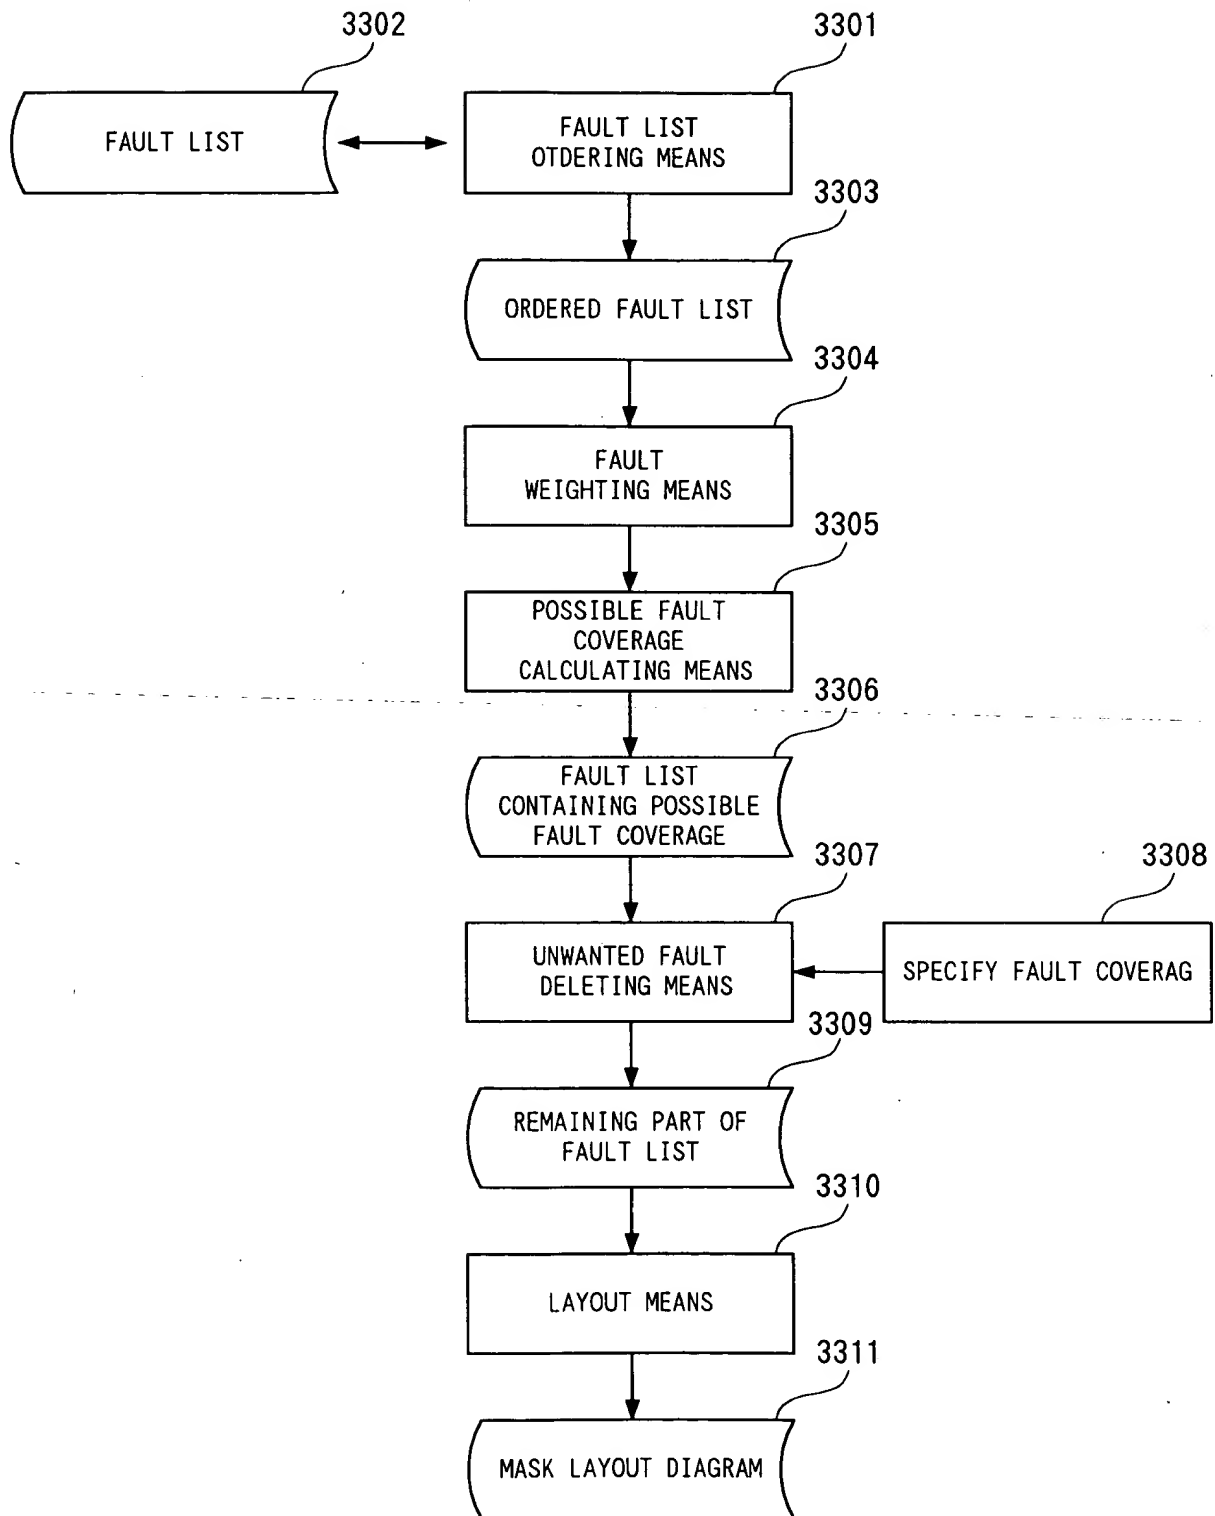 3302
3301
FAULT LIST
FAULT LIST
OTDERING MEANS
3303
ORDERED FAULT LIST
3304
FAULT
WEIGHTING MEANS
3305
POSSIBLE FAULT
COVERAGE
CALCULATING MEANS
3306
FAULT LIST
CONTAINING POSSIBLE
FAULT COVERAGE
3307
3308
UNWANTED FAULT
DELETING MEANS
SPECIFY FAULT COVERAG
3309
REMAINING PART OF
FAULT LIST
3310
LAYOUT MEANS
3311
MASK LAYOUT DIAGRAM